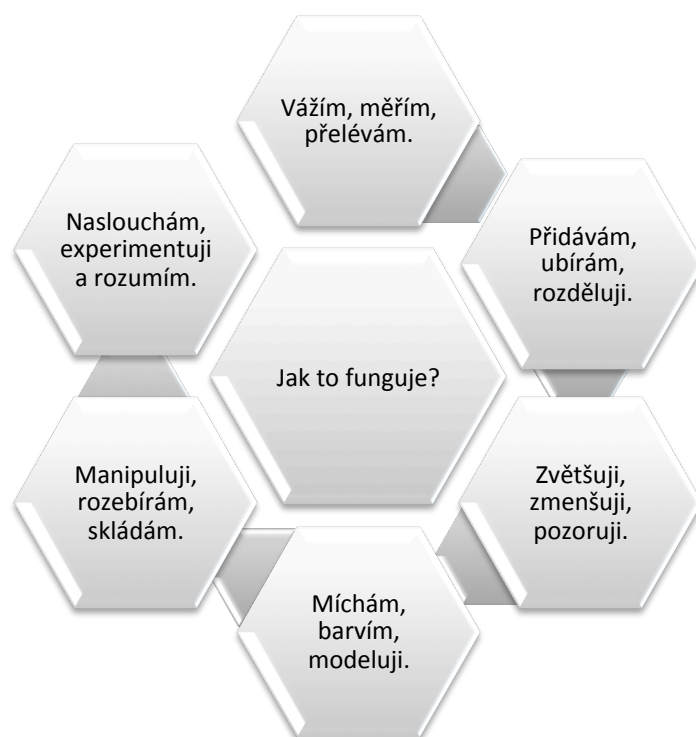 Vážím, měřím,
přelévám.
Přidávám,
ubírám,
rozděluji.
Zvětšuji,
zmenšuji,
pozoruji.
Míchám,
barvím,
modeluji.
Manipuluji,
rozebírám,
skládám.
Naslouchám,
experimentuji
a rozumím.
Jak to funguje?